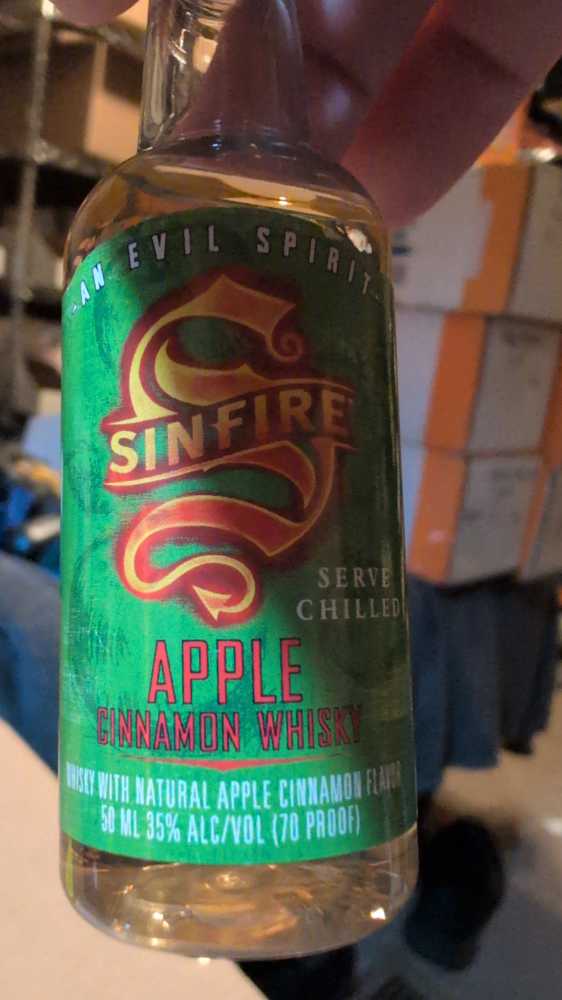 AN EVIL SPIRIT
SINFIRE
SERVE
CHILLED
APPLE
CINNAMON WHISKY
WHISKY WITH NATURAL APPLE CINNAMON FLAVOR
50 ML 35% ALC/VOL (70 PROOF)